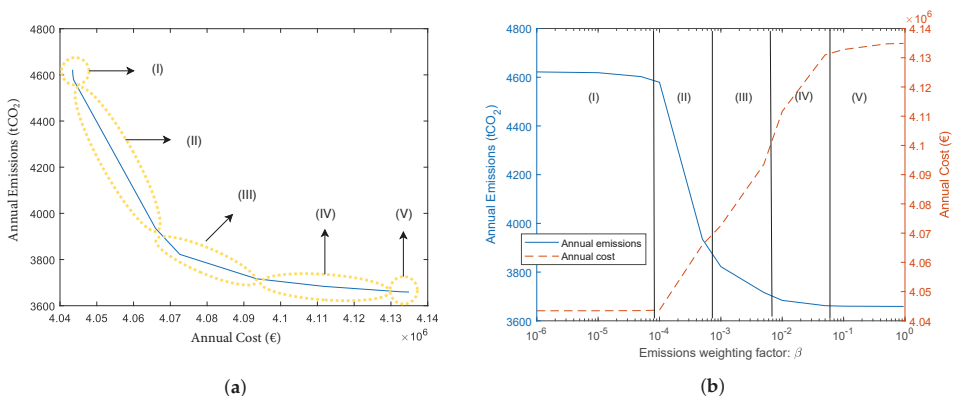 4800
4600
4400
4200
4000
3800
3600
Annual Emissions (tCO2)
(I)
(II)
(III)
(IV)
(V)
4.04
4.05
4.06
4.07
4.08
4.09
4.1
4.11
4.12
4.13
4.14
Annual Cost (€)
×10^6
(a)
4800
4600
4400
4200
4000
3800
3600
Annual Emissions (tCO2)
(I)
(II)
(III)
(IV)
(V)
Annual emissions
Annual cost
×10^6
4.14
4.13
4.12
4.11
4.10
4.09
4.08
4.07
4.06
4.05
4.04
Annual Cost (€)
10^-6
10^-5
10^-4
10^-3
10^-2
10^-1
10^0
Emissions weighting factor: β
(b)